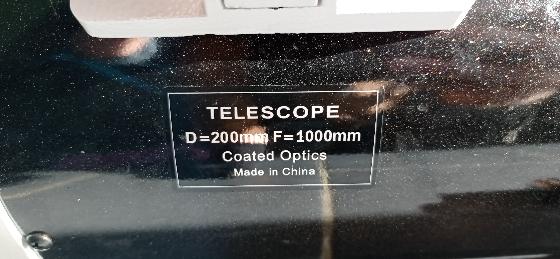 TELESCOPE
D=200mm F=1000mm
Coated Optics
Made in China